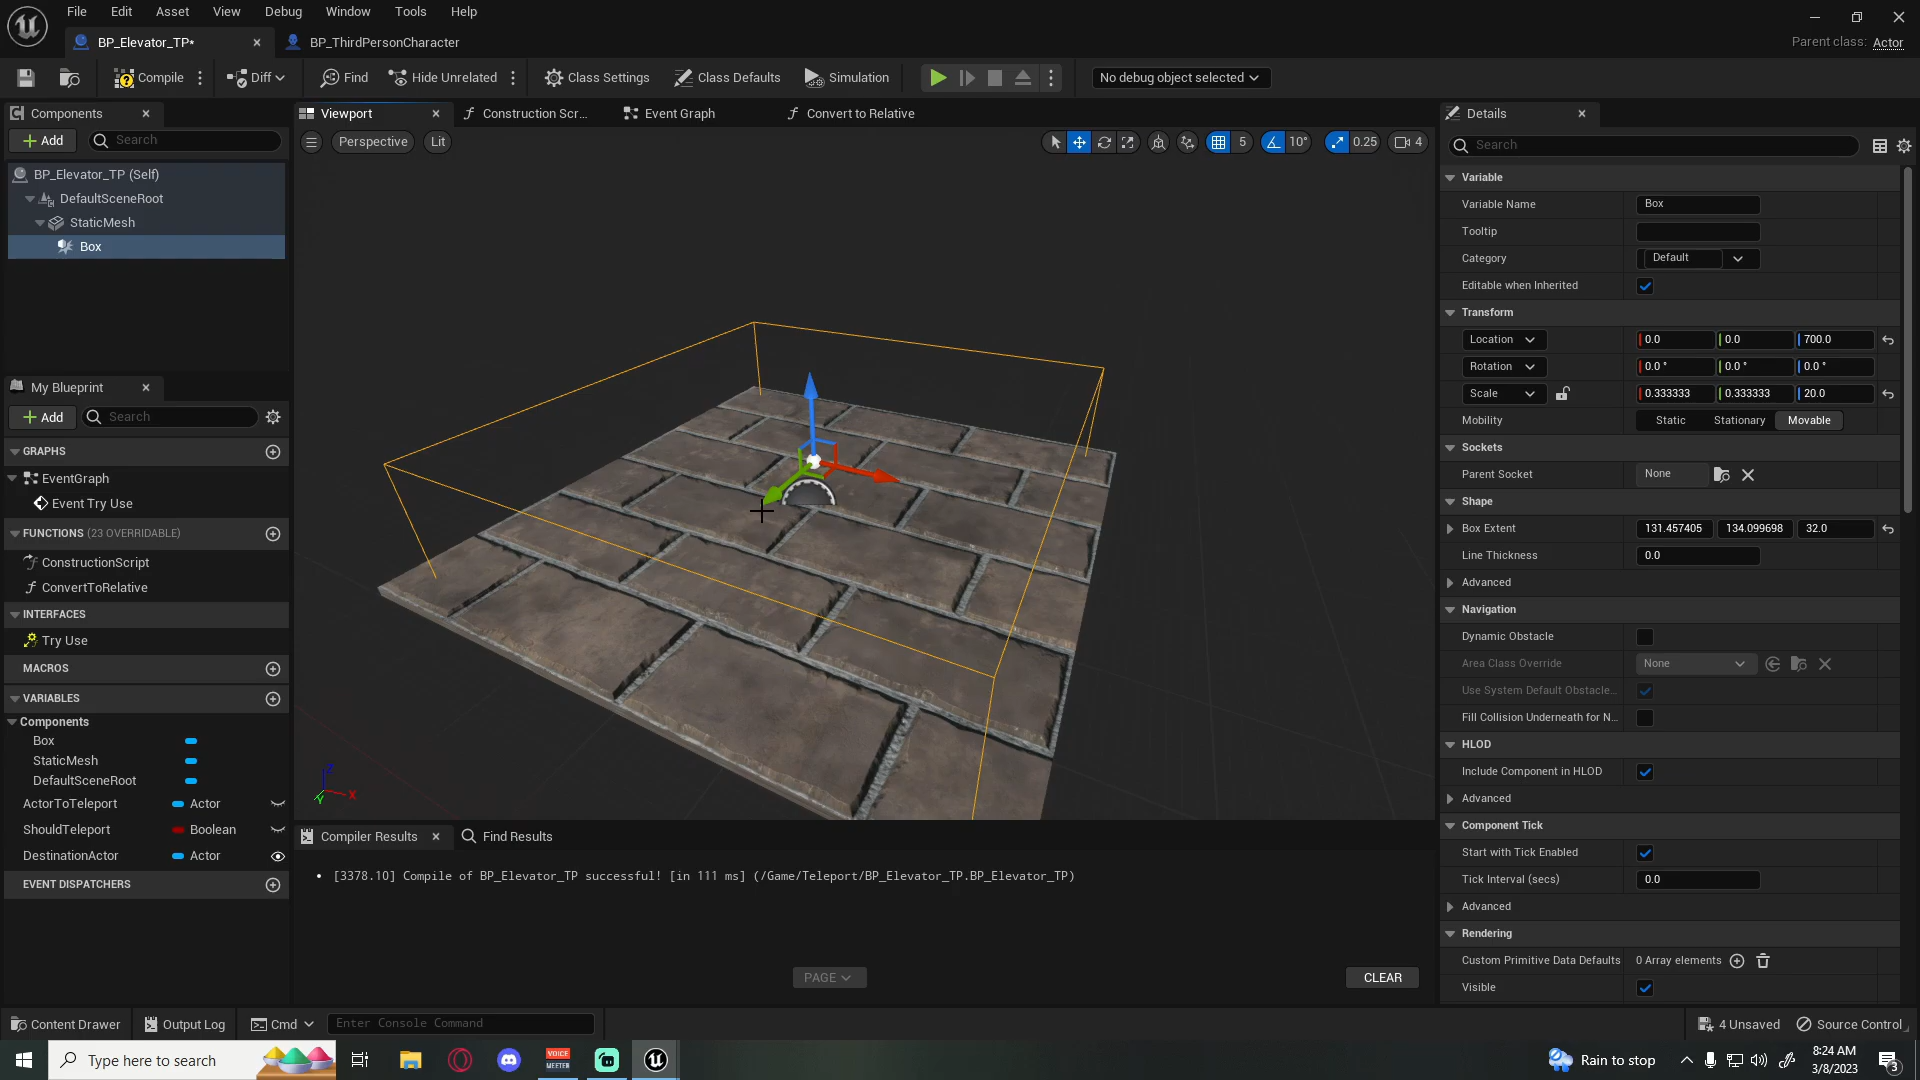 File Edit Asset View Debug Window Tools Help
BP_Elevator_TP*
BP_ThirdPersonCharacter
Parent class: Actor
Compile
Diff
Find
Hide Unrelated
Class Settings
Class Defaults
Simulation
No debug object selected
Components
Add
Search
BP_Elevator_TP (Self)
DefaultSceneRoot
StaticMesh
Box
My Blueprint
Add
Search
GRAPHS
EventGraph
Event Try Use
FUNCTIONS (23 OVERRIDABLE)
ConstructionScript
ConvertToRelative
INTERFACES
Try Use
MACROS
VARIABLES
Components
Box
StaticMesh
DefaultSceneRoot
ActorToTeleport Actor
ShouldTeleport Boolean
DestinationActor Actor
EVENT DISPATCHERS
Viewport
Construction Scr...
Event Graph
Convert to Relative
Perspective
Lit
5
10°
0.25
4
Z
X
Y
Compiler Results
Find Results
[3378.10] Compile of BP_Elevator_TP successful! [in 111 ms] (/Game/Teleport/BP_Elevator_TP.BP_Elevator_TP)
PAGE
CLEAR
Details
Search
Variable
Variable Name Box
Tooltip
Category Default
Editable when Inherited
Transform
Location 0.0 0.0 700.0
Rotation 0.0 ° 0.0 ° 0.0 °
Scale 0.333333 0.333333 20.0
Mobility Static Stationary Movable
Sockets
Parent Socket None
Shape
Box Extent 131.457405 134.099698 32.0
Line Thickness 0.0
Advanced
Navigation
Dynamic Obstacle
Area Class Override None
Use System Default Obstacle...
Fill Collision Underneath for N...
HLOD
Include Component in HLOD
Advanced
Component Tick
Start with Tick Enabled
Tick Interval (secs) 0.0
Advanced
Rendering
Custom Primitive Data Defaults 0 Array elements
Visible
Content Drawer
Output Log
Cmd
Enter Console Command
4 Unsaved
Source Control
Type here to search
VOICE
MEETER
Rain to stop
8:24 AM
3/8/2023
3